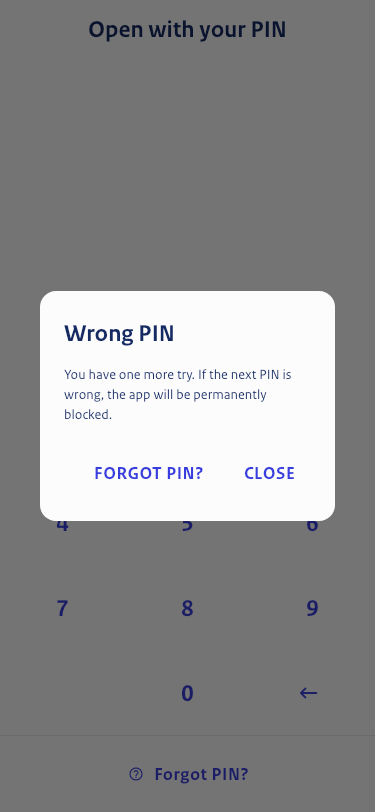 Open with your PIN
Wrong PIN
You have one more try. If the next PIN is
wrong, the app will be permanently
blocked.
FORGOT PIN? CLOSE
4 5 6
7 8 9
0 ←
Forgot PIN?